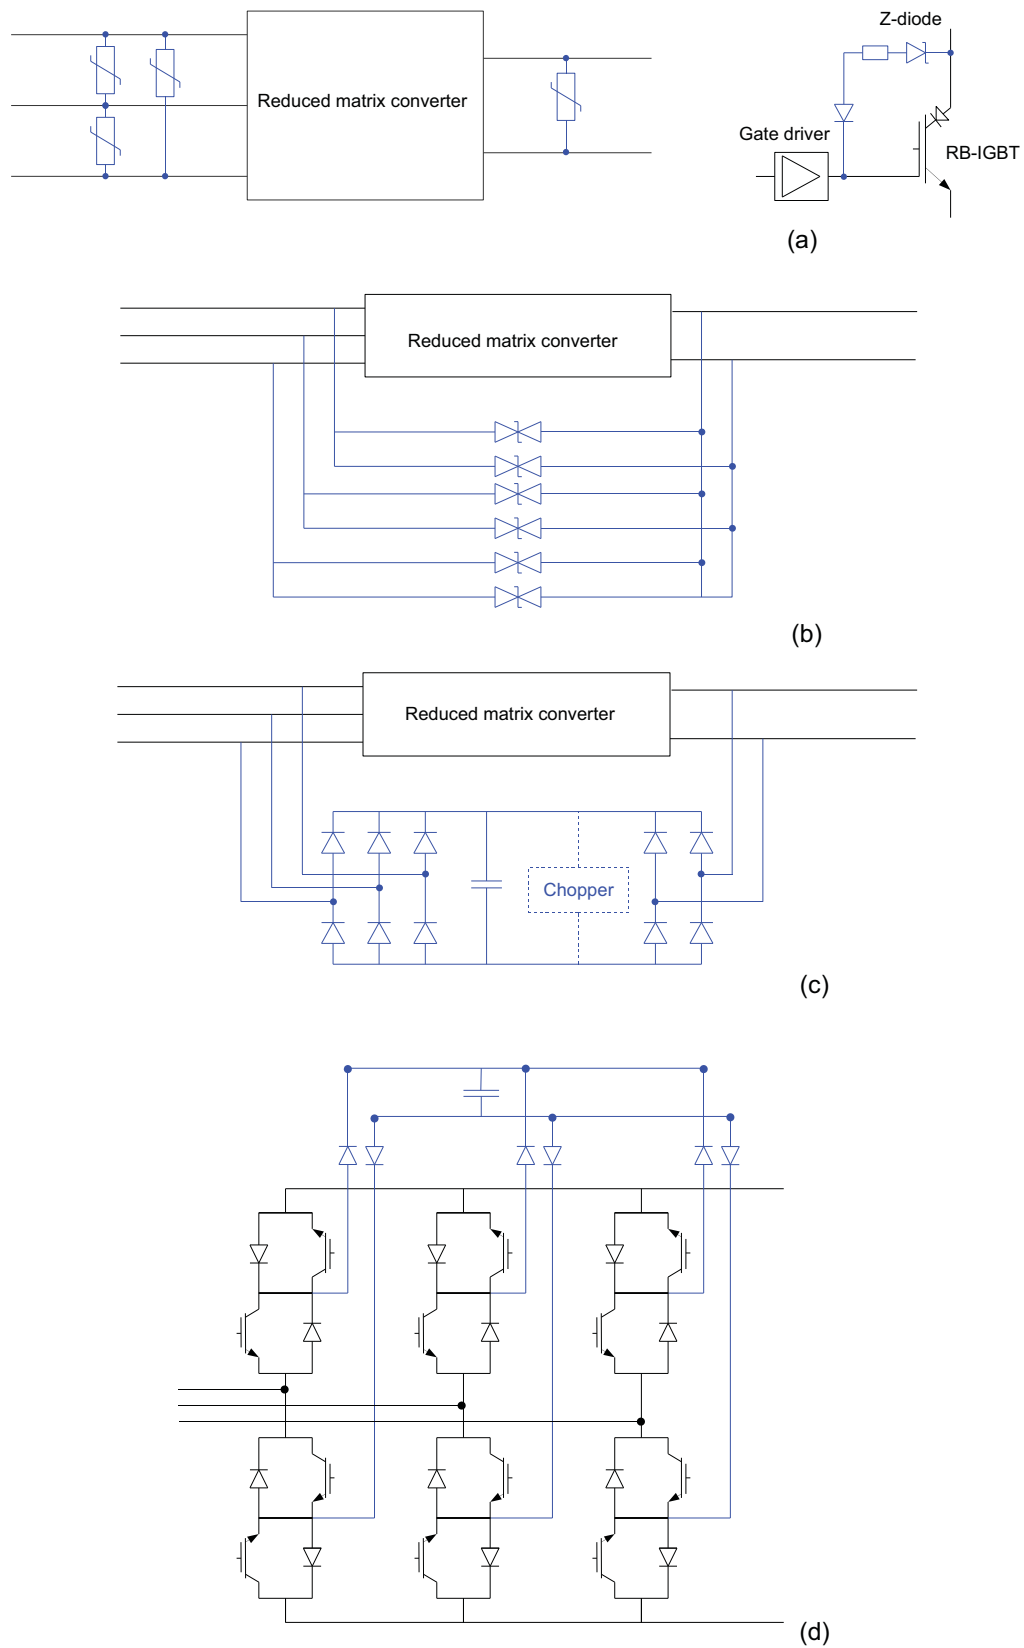 Z-diode
Reduced matrix converter
Gate driver
RB-IGBT
(a)
Reduced matrix converter
(b)
Reduced matrix converter
Chopper
(c)
(d)